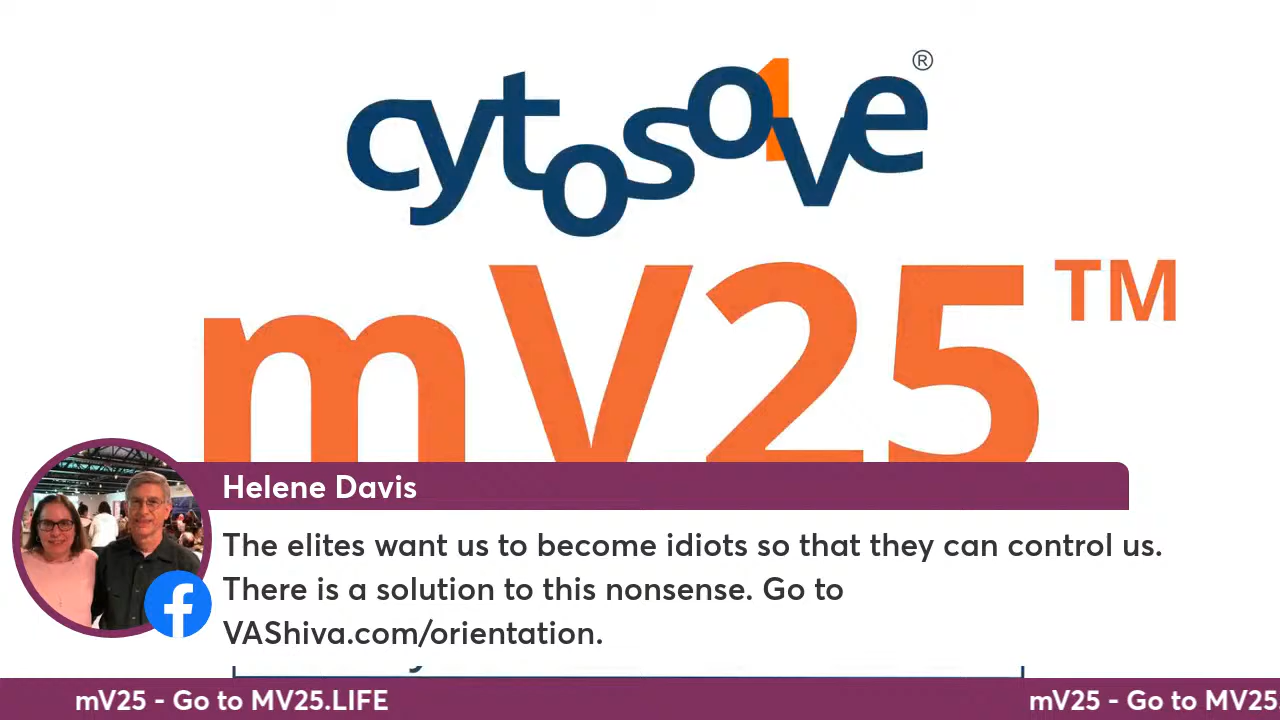 cytosolve®
mV25™
Helene Davis
The elites want us to become idiots so that they can control us.
There is a solution to this nonsense. Go to
VAShiva.com/orientation.
mV25 - Go to MV25.LIFE
mV25 - Go to MV25.